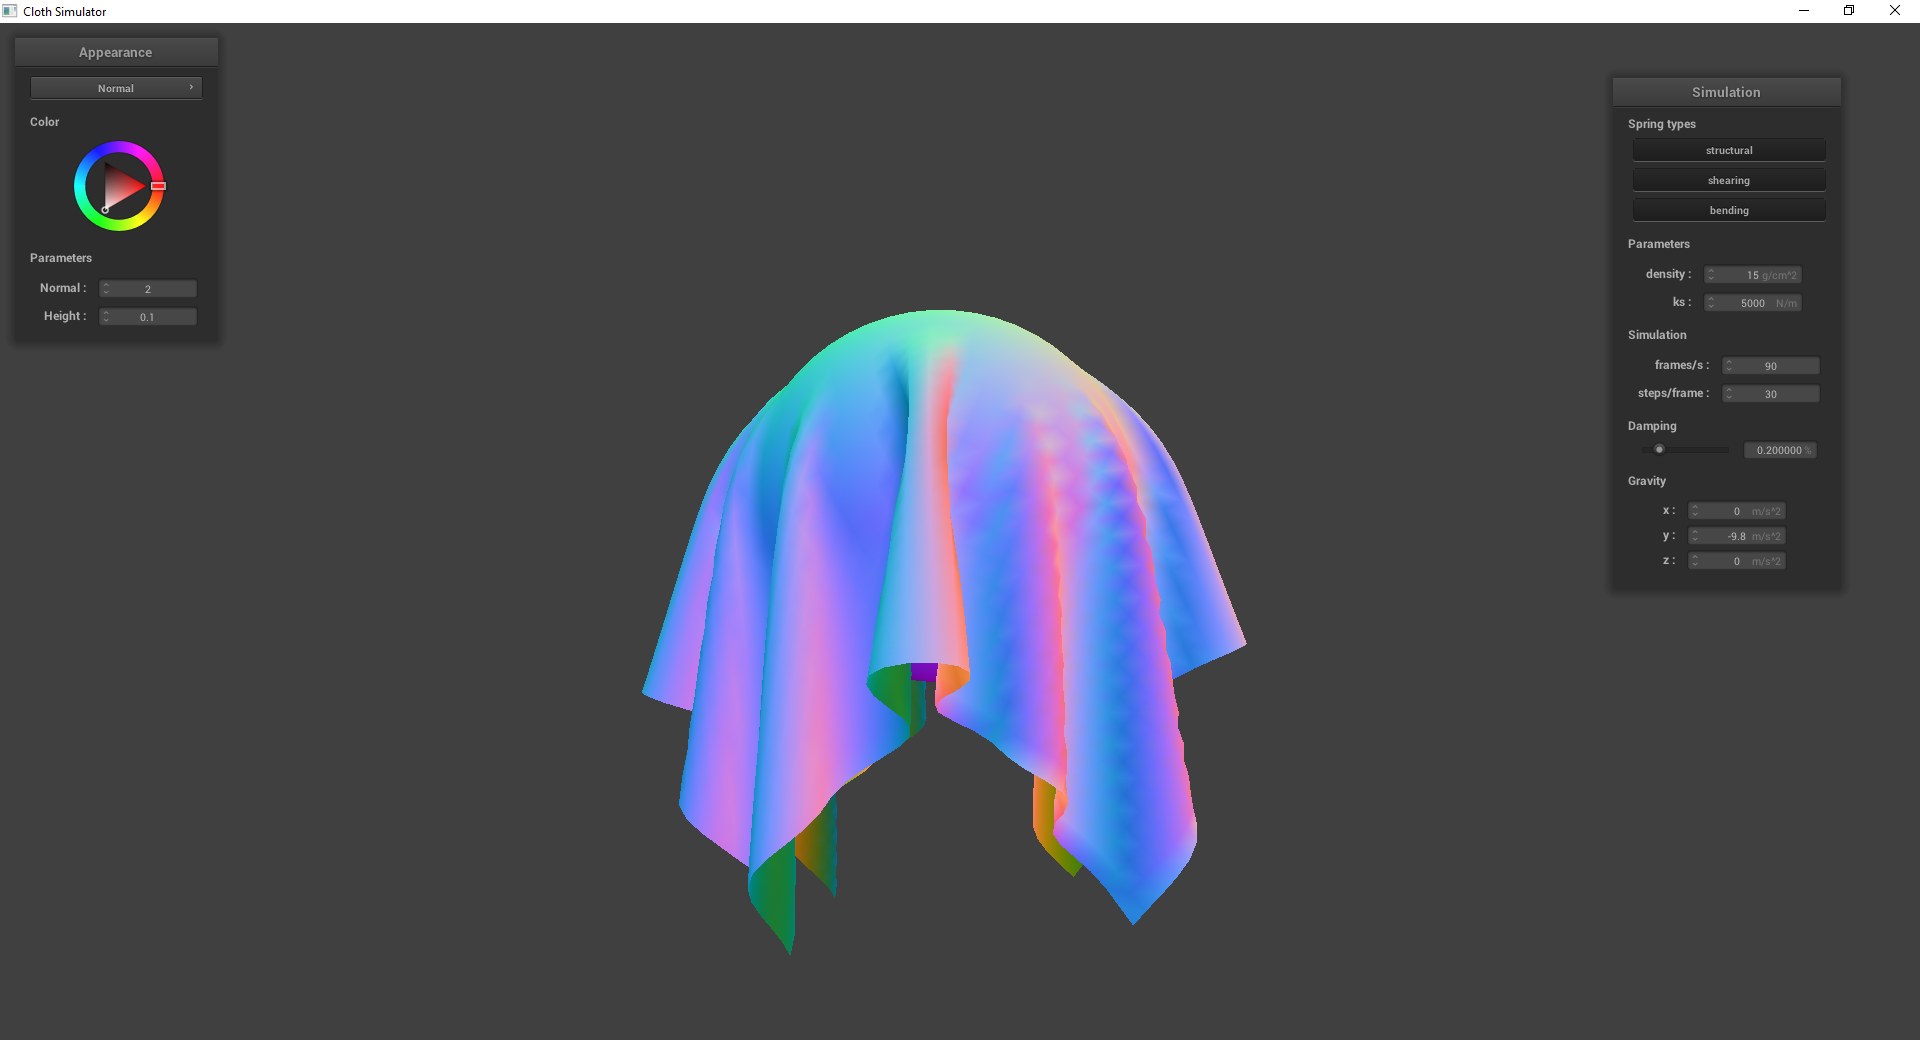 Cloth Simulator
Appearance
Normal
Color
Parameters
Normal : 2
Height : 0.1
Simulation
Spring types
structural
shearing
bending
Parameters
density : 15 g/cm^2
ks : 5000 N/m
Simulation
frames/s : 90
steps/frame : 30
Damping
0.200000 %
Gravity
x : 0 m/s^2
y : -9.8 m/s^2
z : 0 m/s^2